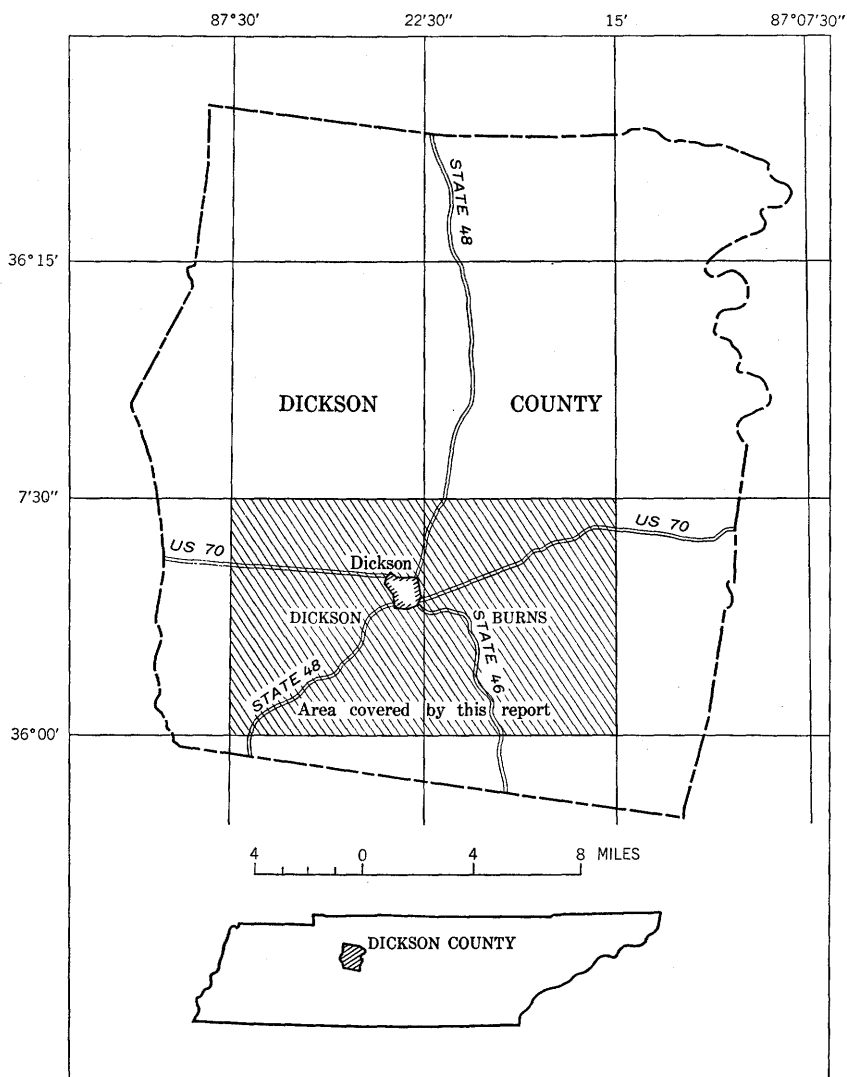 87°30'' 22'30'' 15' 87°07'30''
STATE 48
36°15'
DICKSON COUNTY
7'30''
US 70
US 70
Dickson
DICKSON BURNS
STATE 46
STATE 48
Area covered by this report
36°00'
4 0 4 8 MILES
DICKSON COUNTY